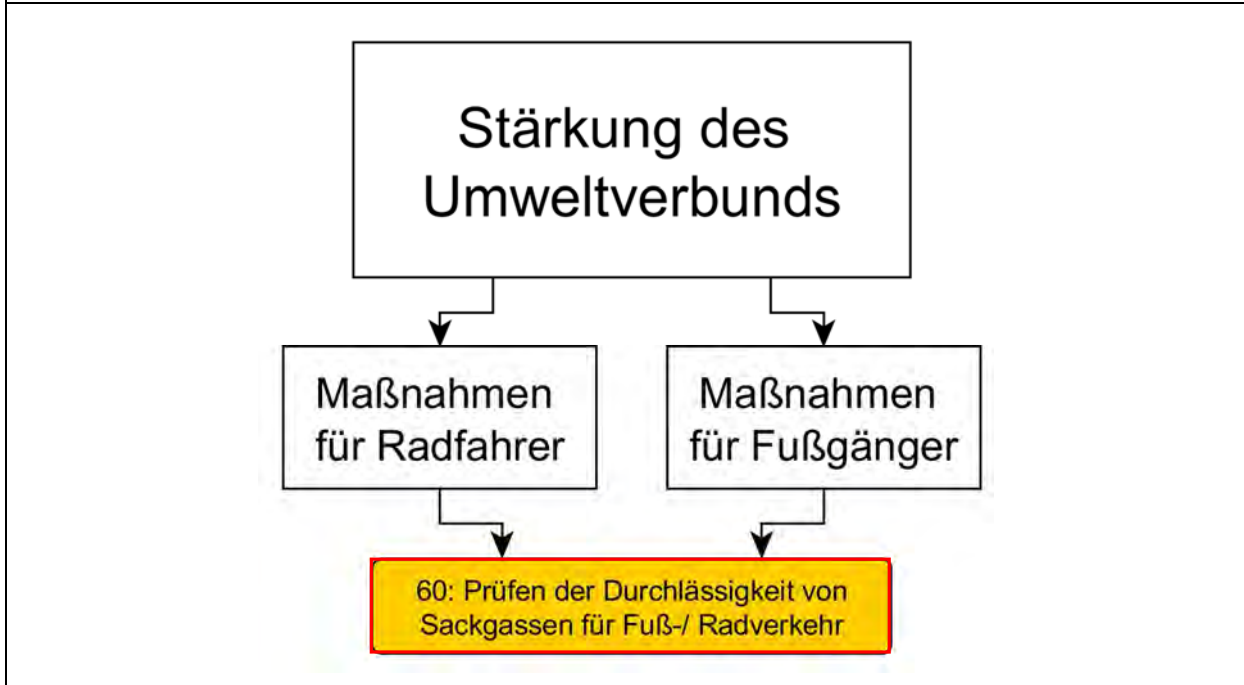 Stärkung des
Umweltverbunds
Maßnahmen
für Radfahrer
Maßnahmen
für Fußgänger
60: Prüfen der Durchlässigkeit von
Sackgassen für Fuß-/ Radverkehr